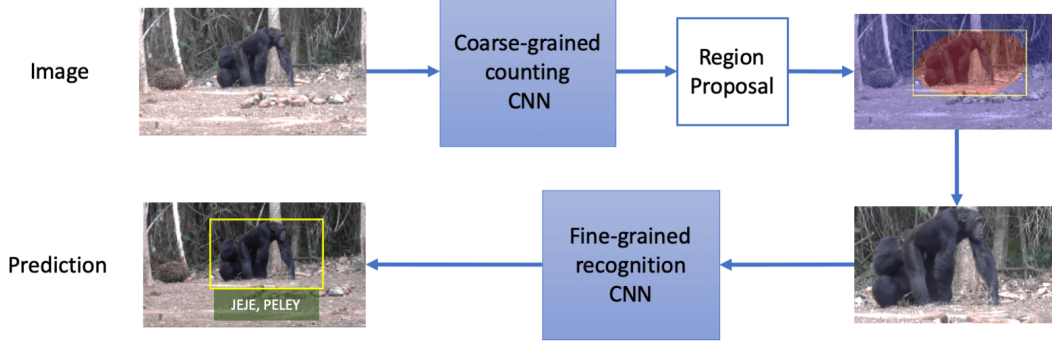 Image
Coarse-grained
counting
CNN
Region
Proposal
Prediction
JEJE, PELEY
Fine-grained
recognition
CNN